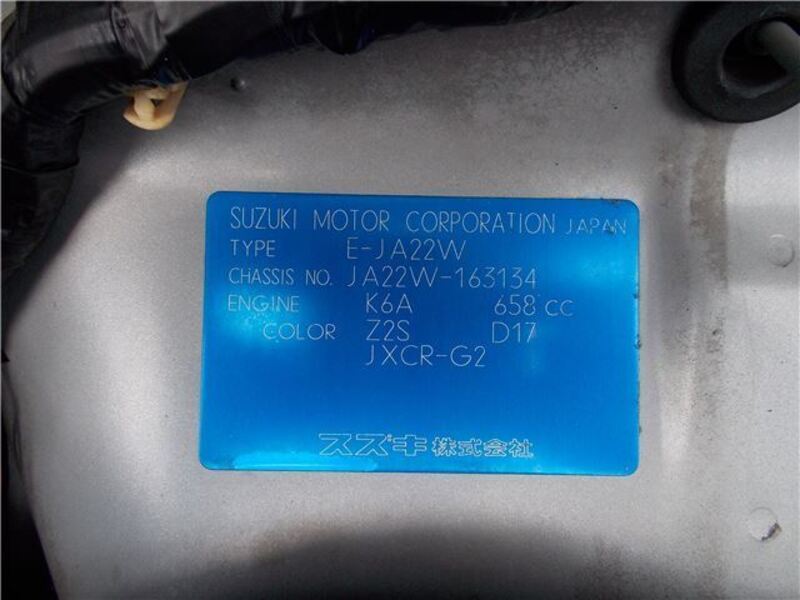 SUZUKI MOTOR CORPORATION JAPAN
TYPE E-JA22W
CHASSIS NO. JA22W-163134
ENGINE K6A 658 CC
COLOR Z2S D17
JXCR-G2
スズキ株式会社